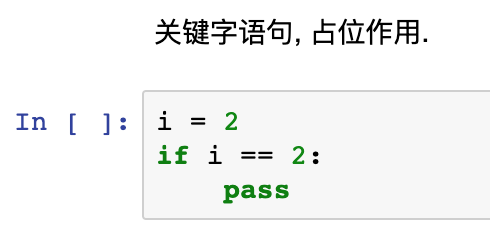 关键字语句, 占位作用.
In [ ]: i = 2
if i == 2:
    pass